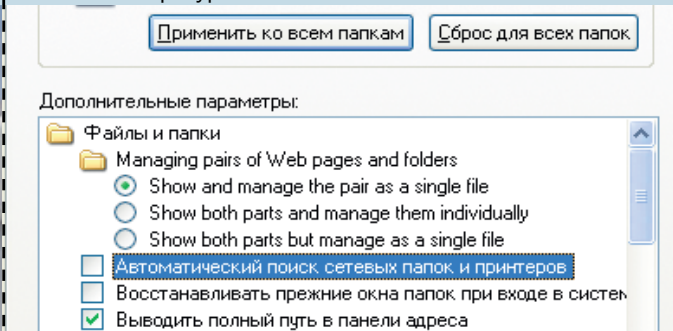 Применить ко всем папкам
Сброс для всех папок
Дополнительные параметры:
Файлы и папки
Managing pairs of Web pages and folders
Show and manage the pair as a single file
Show both parts and manage them individually
Show both parts but manage as a single file
Автоматический поиск сетевых папок и принтеров
Восстанавливать прежние окна папок при входе в систем
Выводить полный путь в панели адреса